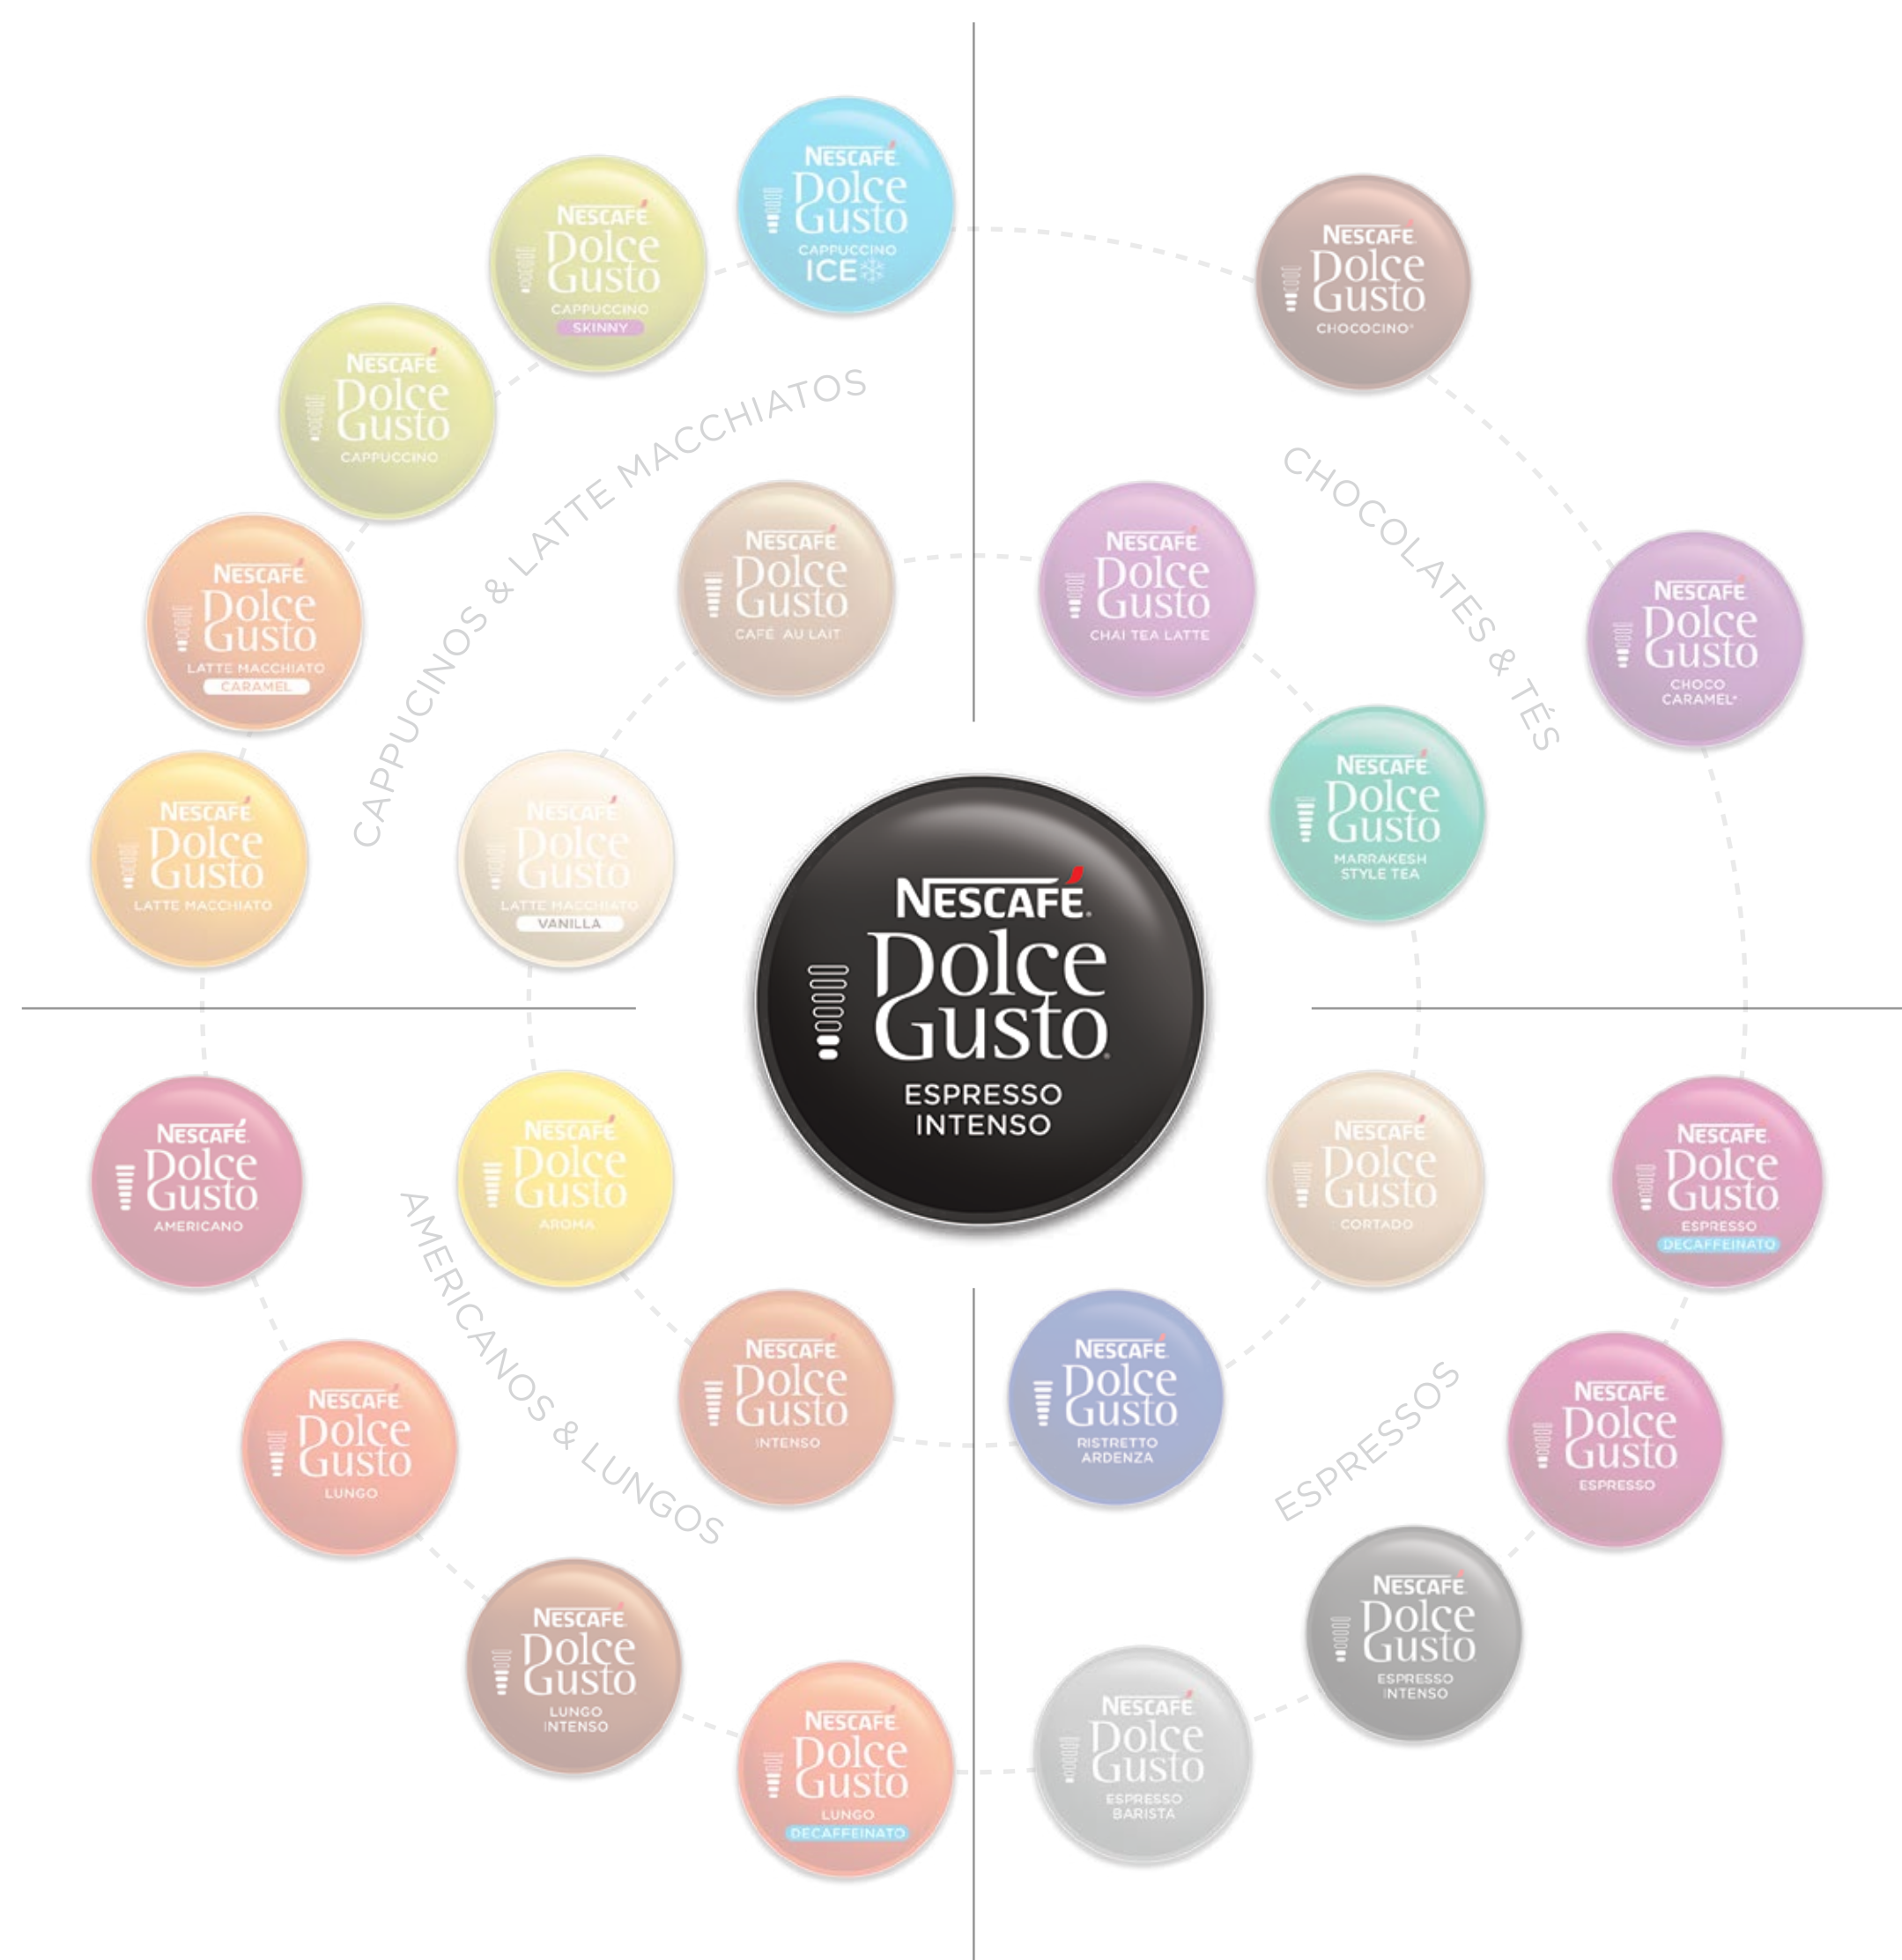 NESCAFÉ
Dolce
Gusto
CAPPUCCINO
ICE
NESCAFÉ
Dolce
Gusto
CAPPUCCINO
SKINNY
NESCAFÉ
Dolce
Gusto
CAPPUCCINO
NESCAFÉ
Dolce
Gusto
LATTE MACCHIATO
CARAMEL
NESCAFÉ
Dolce
Gusto
LATTE MACCHIATO
CAPPUCINOS & LATTE MACCHIATOS
NESCAFÉ
Dolce
Gusto
CAFÉ AU LAIT
NESCAFÉ
Dolce
Gusto
LATTE MACCHIATO
VANILLA
NESCAFÉ
Dolce
Gusto
CHOCOCINO*
CHOCOLATES & TÉS
NESCAFÉ
Dolce
Gusto
CHAI TEA LATTE
NESCAFÉ
Dolce
Gusto
CHOCO
CARAMEL*
NESCAFÉ
Dolce
Gusto
MARRAKESH
STYLE TEA
NESCAFÉ
Dolce
Gusto
ESPRESSO
INTENSO
NESCAFÉ
Dolce
Gusto
AMERICANO
NESCAFÉ
Dolce
Gusto
AROMA
AMERICANOS & LUNGOS
NESCAFÉ
Dolce
Gusto
INTENSO
NESCAFÉ
Dolce
Gusto
LUNGO
NESCAFÉ
Dolce
Gusto
LUNGO
INTENSO
NESCAFÉ
Dolce
Gusto
LUNGO
DECAFFEINATO
NESCAFÉ
Dolce
Gusto
CORTADO
NESCAFÉ
Dolce
Gusto
ESPRESSO
DECAFFEINATO
NESCAFÉ
Dolce
Gusto
RISTRETTO
ARDENZA
ESPRESSOS
NESCAFÉ
Dolce
Gusto
ESPRESSO
NESCAFÉ
Dolce
Gusto
ESPRESSO
INTENSO
NESCAFÉ
Dolce
Gusto
ESPRESSO
BARISTA